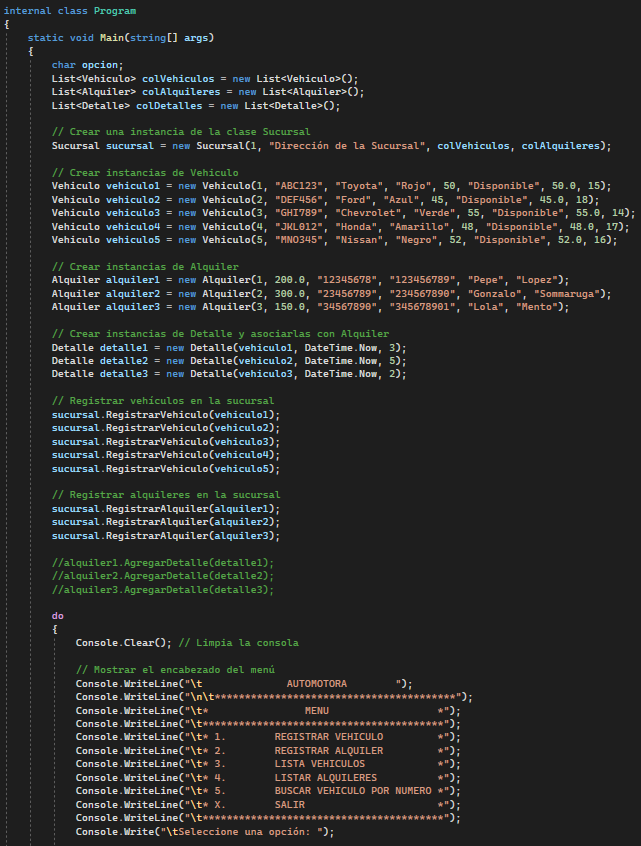 internal class Program
{
static void Main(string[] args)
{
char opcion;
List<Vehiculo> colVehiculos = new List<Vehiculo>();
List<Alquiler> colAlquileres = new List<Alquiler>();
List<Detalle> colDetalles = new List<Detalle>();
// Crear una instancia de la clase Sucursal
Sucursal sucursal = new Sucursal(1, "Dirección de la Sucursal", colVehiculos, colAlquileres);
// Crear instancias de Vehiculo
Vehiculo vehiculo1 = new Vehiculo(1, "ABC123", "Toyota", "Rojo", 50, "Disponible", 50.0, 15);
Vehiculo vehiculo2 = new Vehiculo(2, "DEF456", "Ford", "Azul", 45, "Disponible", 45.0, 18);
Vehiculo vehiculo3 = new Vehiculo(3, "GHI789", "Chevrolet", "Verde", 55, "Disponible", 55.0, 14);
Vehiculo vehiculo4 = new Vehiculo(4, "JKL012", "Honda", "Amarillo", 48, "Disponible", 48.0, 17);
Vehiculo vehiculo5 = new Vehiculo(5, "MNO345", "Nissan", "Negro", 52, "Disponible", 52.0, 16);
// Crear instancias de Alquiler
Alquiler alquiler1 = new Alquiler(1, 200.0, "12345678", "123456789", "Pepe", "Lopez");
Alquiler alquiler2 = new Alquiler(2, 300.0, "23456789", "234567890", "Gonzalo", "Sommaruga");
Alquiler alquiler3 = new Alquiler(3, 150.0, "34567890", "345678901", "Lola", "Mento");
// Crear instancias de Detalle y asociarlas con Alquiler
Detalle detalle1 = new Detalle(vehiculo1, DateTime.Now, 3);
Detalle detalle2 = new Detalle(vehiculo2, DateTime.Now, 5);
Detalle detalle3 = new Detalle(vehiculo3, DateTime.Now, 2);
// Registrar vehículos en la sucursal
sucursal.RegistrarVehiculo(vehiculo1);
sucursal.RegistrarVehiculo(vehiculo2);
sucursal.RegistrarVehiculo(vehiculo3);
sucursal.RegistrarVehiculo(vehiculo4);
sucursal.RegistrarVehiculo(vehiculo5);
// Registrar alquileres en la sucursal
sucursal.RegistrarAlquiler(alquiler1);
sucursal.RegistrarAlquiler(alquiler2);
sucursal.RegistrarAlquiler(alquiler3);
//alquiler1.AgregarDetalle(detalle1);
//alquiler2.AgregarDetalle(detalle2);
//alquiler3.AgregarDetalle(detalle3);
do
{
Console.Clear(); // Limpia la consola
// Mostrar el encabezado del menú
Console.WriteLine("\t              AUTOMOTORA        ");
Console.WriteLine("\n\t****************************************");
Console.WriteLine("\t*                MENU                  *");
Console.WriteLine("\t****************************************");
Console.WriteLine("\t* 1.        REGISTRAR VEHICULO         *");
Console.WriteLine("\t* 2.        REGISTRAR ALQUILER         *");
Console.WriteLine("\t* 3.        LISTA VEHICULOS            *");
Console.WriteLine("\t* 4.        LISTAR ALQUILERES          *");
Console.WriteLine("\t* 5.        BUSCAR VEHICULO POR NUMERO *");
Console.WriteLine("\t* X.        SALIR                      *");
Console.WriteLine("\t****************************************");
Console.Write("\tSeleccione una opción: ");